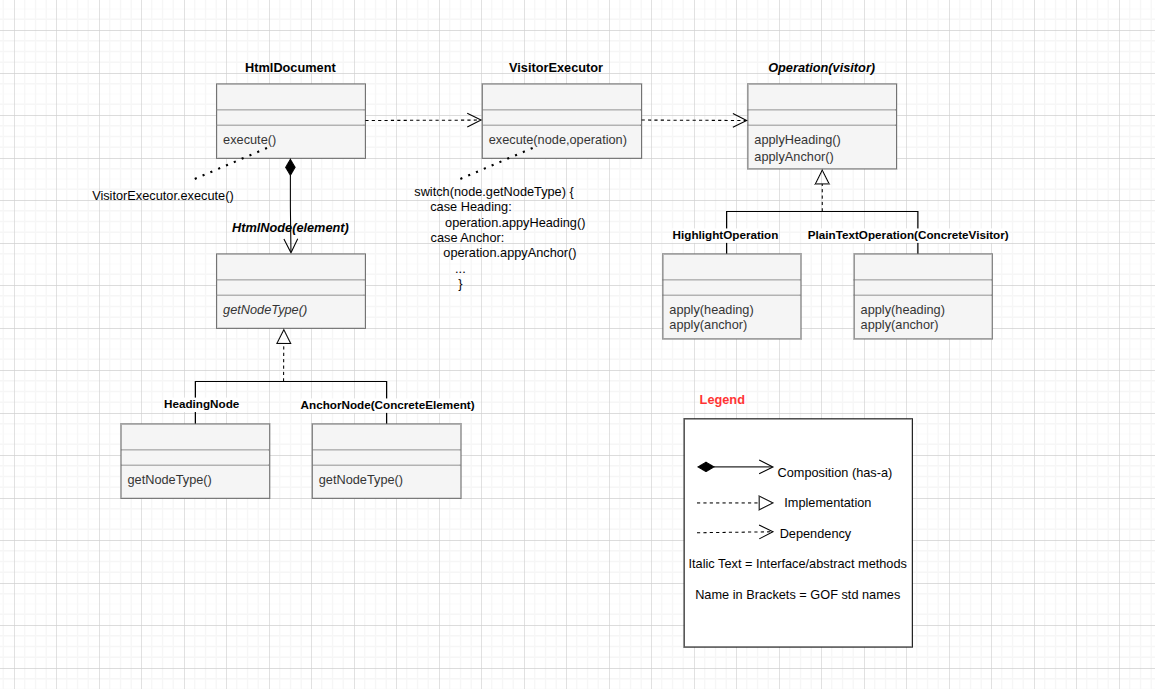 HtmlDocument
VisitorExecutor
Operation(visitor)
execute()
execute(node,operation)
applyHeading()
applyAnchor()
VisitorExecutor.execute()
switch(node.getNodeType) {
case Heading:
operation.appyHeading()
case Anchor:
operation.appyAnchor()
...
}
HtmlNode(element)
getNodeType()
HighlightOperation
PlainTextOperation(ConcreteVisitor)
apply(heading)
apply(anchor)
apply(heading)
apply(anchor)
HeadingNode
AnchorNode(ConcreteElement)
getNodeType()
getNodeType()
Legend
Composition (has-a)
Implementation
Dependency
Italic Text = Interface/abstract methods
Name in Brackets = GOF std names